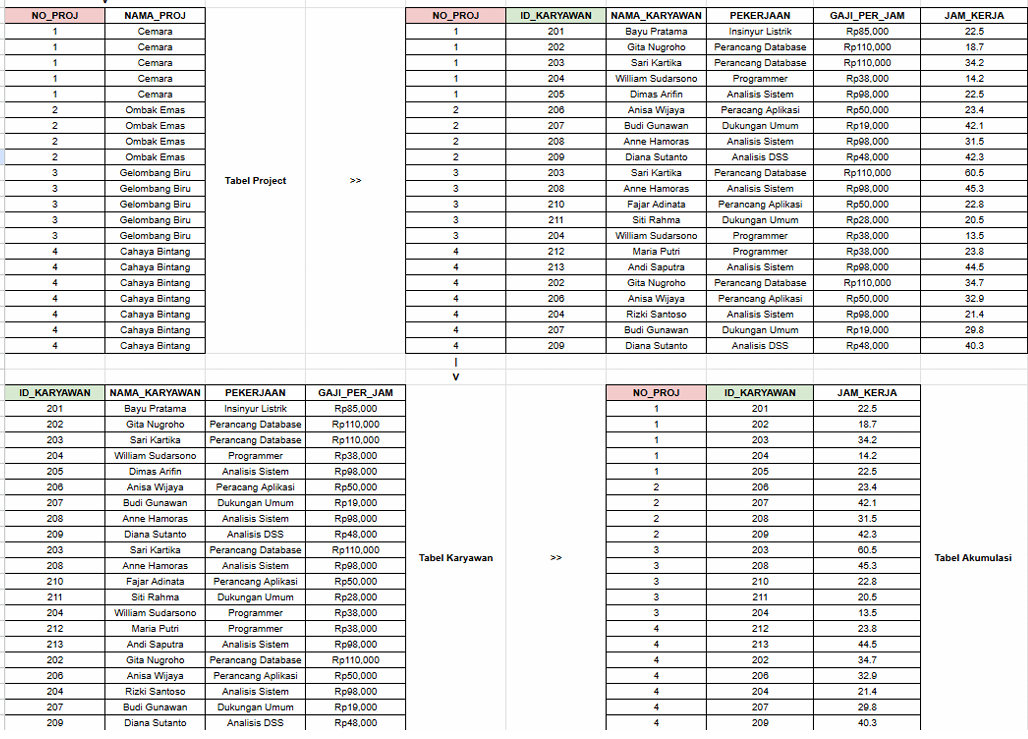 NO_PROJ NAMA_PROJ NO_PROJ ID_KARYAWAN NAMA_KARYAWAN PEKERJAAN GAJI_PER_JAM JAM_KERJA
1 Cemara 1 201 Bayu Pratama Insinyur Listrik Rp85,000 22.5
1 Cemara 1 202 Gita Nugroho Perancang Database Rp110,000 18.7
1 Cemara 1 203 Sari Kartika Perancang Database Rp110,000 34.2
1 Cemara 1 204 William Sudarsono Programmer Rp38,000 14.2
1 Cemara 1 205 Dimas Arifin Analisis Sistem Rp98,000 22.5
2 Ombak Emas 2 206 Anisa Wijaya Peracang Aplikasi Rp50,000 23.4
2 Ombak Emas 2 207 Budi Gunawan Dukungan Umum Rp19,000 42.1
2 Ombak Emas 2 208 Anne Hamoras Analisis Sistem Rp98,000 31.5
2 Ombak Emas 2 209 Diana Sutanto Analisis DSS Rp48,000 42.3
3 Gelombang Biru 3 203 Sari Kartika Perancang Database Rp110,000 60.5
Tabel Project >>
3 Gelombang Biru 3 208 Anne Hamoras Analisis Sistem Rp98,000 45.3
3 Gelombang Biru 3 210 Fajar Adinata Perancang Aplikasi Rp50,000 22.8
3 Gelombang Biru 3 211 Siti Rahma Dukungan Umum Rp28,000 20.5
3 Gelombang Biru 3 204 William Sudarsono Programmer Rp38,000 13.5
4 Cahaya Bintang 4 212 Maria Putri Programmer Rp38,000 23.8
4 Cahaya Bintang 4 213 Andi Saputra Analisis Sistem Rp98,000 44.5
4 Cahaya Bintang 4 202 Gita Nugroho Perancang Database Rp110,000 34.7
4 Cahaya Bintang 4 206 Anisa Wijaya Perancang Aplikasi Rp50,000 32.9
4 Cahaya Bintang 4 204 Rizki Santoso Analisis Sistem Rp98,000 21.4
4 Cahaya Bintang 4 207 Budi Gunawan Dukungan Umum Rp19,000 29.8
4 Cahaya Bintang 4 209 Diana Sutanto Analisis DSS Rp48,000 40.3
|
V
ID_KARYAWAN NAMA_KARYAWAN PEKERJAAN GAJI_PER_JAM NO_PROJ ID_KARYAWAN JAM_KERJA
201 Bayu Pratama Insinyur Listrik Rp85,000 1 201 22.5
202 Gita Nugroho Perancang Database Rp110,000 1 202 18.7
203 Sari Kartika Perancang Database Rp110,000 1 203 34.2
204 William Sudarsono Programmer Rp38,000 1 204 14.2
205 Dimas Arifin Analisis Sistem Rp98,000 1 205 22.5
206 Anisa Wijaya Peracang Aplikasi Rp50,000 2 206 23.4
207 Budi Gunawan Dukungan Umum Rp19,000 2 207 42.1
208 Anne Hamoras Analisis Sistem Rp98,000 2 208 31.5
209 Diana Sutanto Analisis DSS Rp48,000 2 209 42.3
203 Sari Kartika Perancang Database Rp110,000 3 203 60.5
Tabel Karyawan >> Tabel Akumulasi
208 Anne Hamoras Analisis Sistem Rp98,000 3 208 45.3
210 Fajar Adinata Perancang Aplikasi Rp50,000 3 210 22.8
211 Siti Rahma Dukungan Umum Rp28,000 3 211 20.5
204 William Sudarsono Programmer Rp38,000 3 204 13.5
212 Maria Putri Programmer Rp38,000 4 212 23.8
213 Andi Saputra Analisis Sistem Rp98,000 4 213 44.5
202 Gita Nugroho Perancang Database Rp110,000 4 202 34.7
206 Anisa Wijaya Perancang Aplikasi Rp50,000 4 206 32.9
204 Rizki Santoso Analisis Sistem Rp98,000 4 204 21.4
207 Budi Gunawan Dukungan Umum Rp19,000 4 207 29.8
209 Diana Sutanto Analisis DSS Rp48,000 4 209 40.3